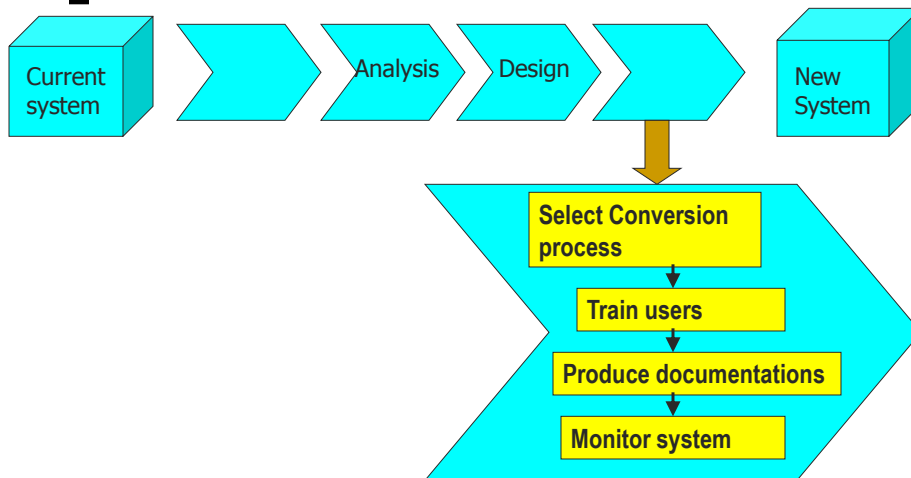 Current
system
Analysis
Design
New
System
Select Conversion
process
Train users
Produce documentations
Monitor system